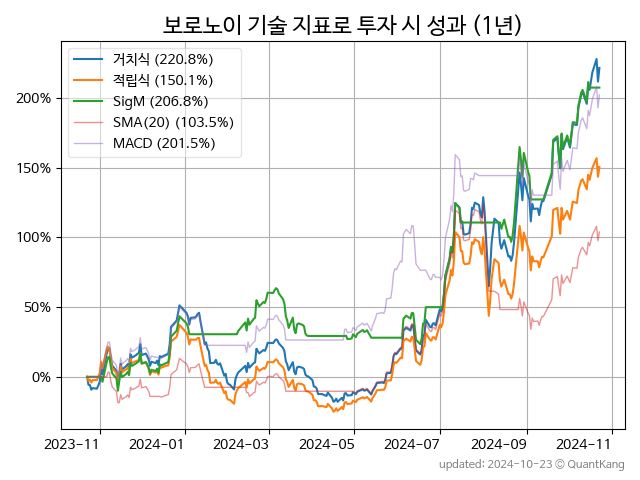 보로노이 기술 지표로 투자 시 성과 (1년)
거치식 (220.8%)
적립식 (150.1%)
SigM (206.8%)
SMA(20) (103.5%)
MACD (201.5%)
200%
150%
100%
50%
0%
2023-11 2024-01 2024-03 2024-05 2024-07 2024-09 2024-11
updated: 2024-10-23 © QuantKang